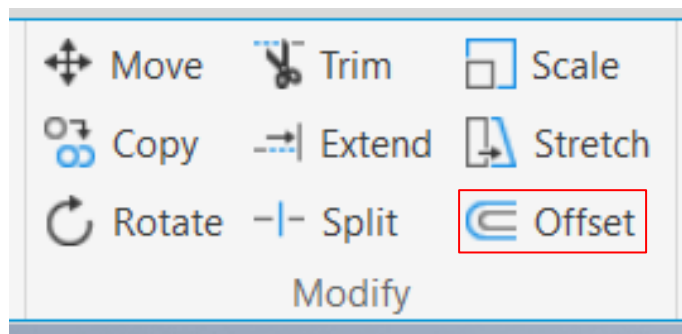 Move Trim Scale
Copy Extend Stretch
Rotate Split Offset
Modify